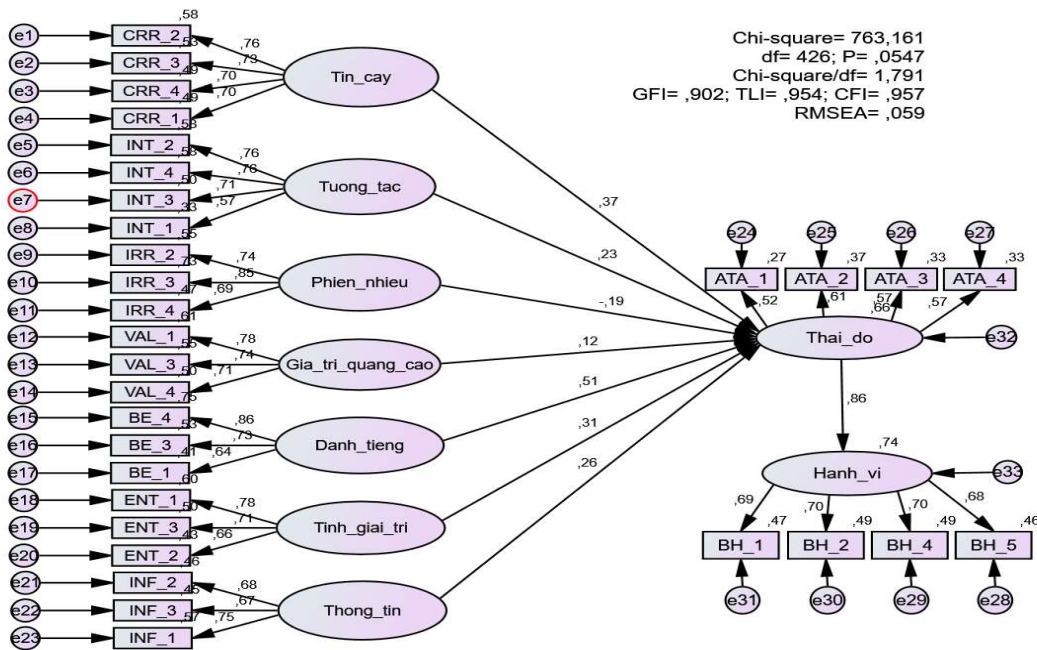 Chi-square= 763,161
df= 426; P= ,0547
Chi-square/df= 1,791
GFI= ,902; TLI= ,954; CFI= ,957
RMSEA= ,059
,58
e1 CRR_2 ,76
,53
e2 CRR_3 ,73
,49
e3 CRR_4 ,70
,49
e4 CRR_1 ,70
Tin_cay ,37
,58
e5 INT_2 ,76
,58
e6 INT_4 ,76
,50
e7 INT_3 ,71
,33
e8 INT_1 ,57
Tuong_tac ,23
,55
e9 IRR_2 ,74
,73
e10 IRR_3 ,85
,47
e11 IRR_4 ,69
Phien_nhieu -,19
,61
e12 VAL_1 ,78
,55
e13 VAL_3 ,74
,50
e14 VAL_4 ,71
Gia_tri_quang_cao ,12
,75
e15 BE_4 ,86
,53
e16 BE_3 ,73
,41
e17 BE_1 ,64
Danh_tieng ,51
,60
e18 ENT_1 ,78
,50
e19 ENT_3 ,71
,43
e20 ENT_2 ,66
Tinh_giai_tri ,31
,46
e21 INF_2 ,68
,45
e22 INF_3 ,67
,57
e23 INF_1 ,75
Thong_tin ,26
e24 e25 e26 e27
,27 ,37 ,33 ,33
ATA_1 ATA_2 ATA_3 ATA_4
,52 ,61 ,57 ,57
,66
Thai_do e32
,86
,74
Hanh_vi e33
,69 ,70 ,70 ,68
,47 ,49 ,49 ,46
BH_1 BH_2 BH_4 BH_5
e31 e30 e29 e28